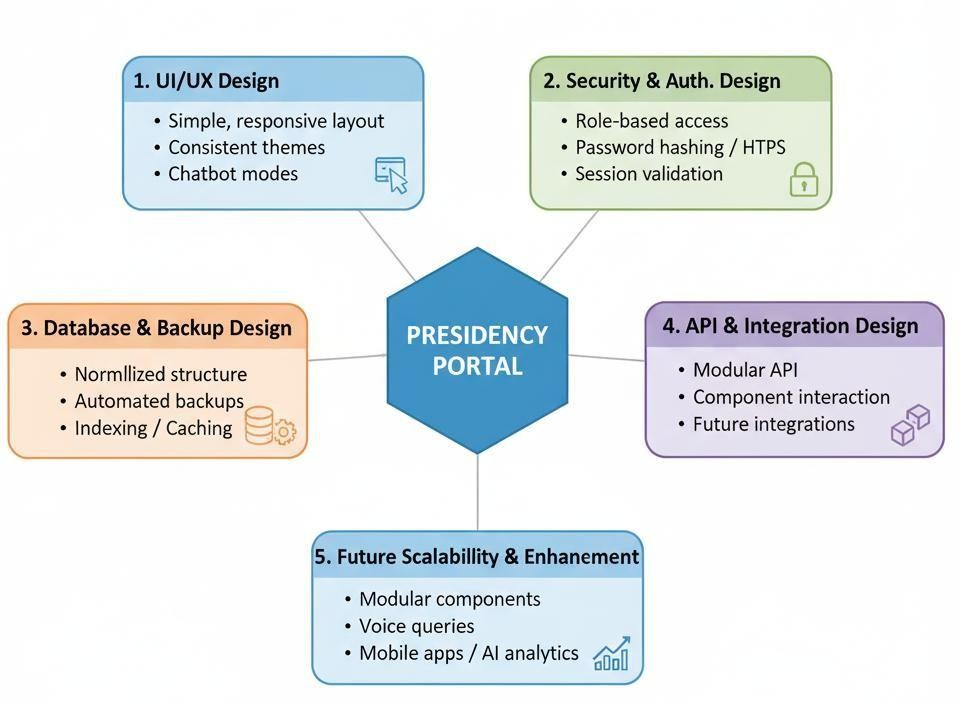 1. UI/UX Design
• Simple, responsive layout
• Consistent themes
• Chatbot modes
2. Security & Auth. Design
• Role-based access
• Password hashing / HTPS
• Session validation
PRESIDENCY
PORTAL
3. Database & Backup Design
• Normllized structure
• Automated backups
• Indexing / Caching
4. API & Integration Design
• Modular API
• Component interaction
• Future integrations
5. Future Scalabillity & Enhanement
• Modular components
• Voice queries
• Mobile apps / AI analytics